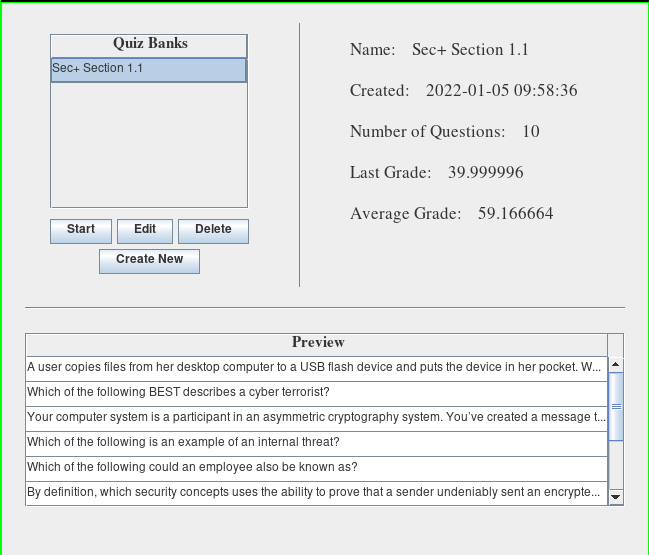 Quiz Banks
Sec+ Section 1.1
Start
Edit
Delete
Create New
Name: Sec+ Section 1.1
Created: 2022-01-05 09:58:36
Number of Questions: 10
Last Grade: 39.999996
Average Grade: 59.166664
Preview
A user copies files from her desktop computer to a USB flash device and puts the device in her pocket. W...
Which of the following BEST describes a cyber terrorist?
Your computer system is a participant in an asymmetric cryptography system. You've created a message t...
Which of the following is an example of an internal threat?
Which of the following could an employee also be known as?
By definition, which security concepts uses the ability to prove that a sender undeniably sent an encrypte...